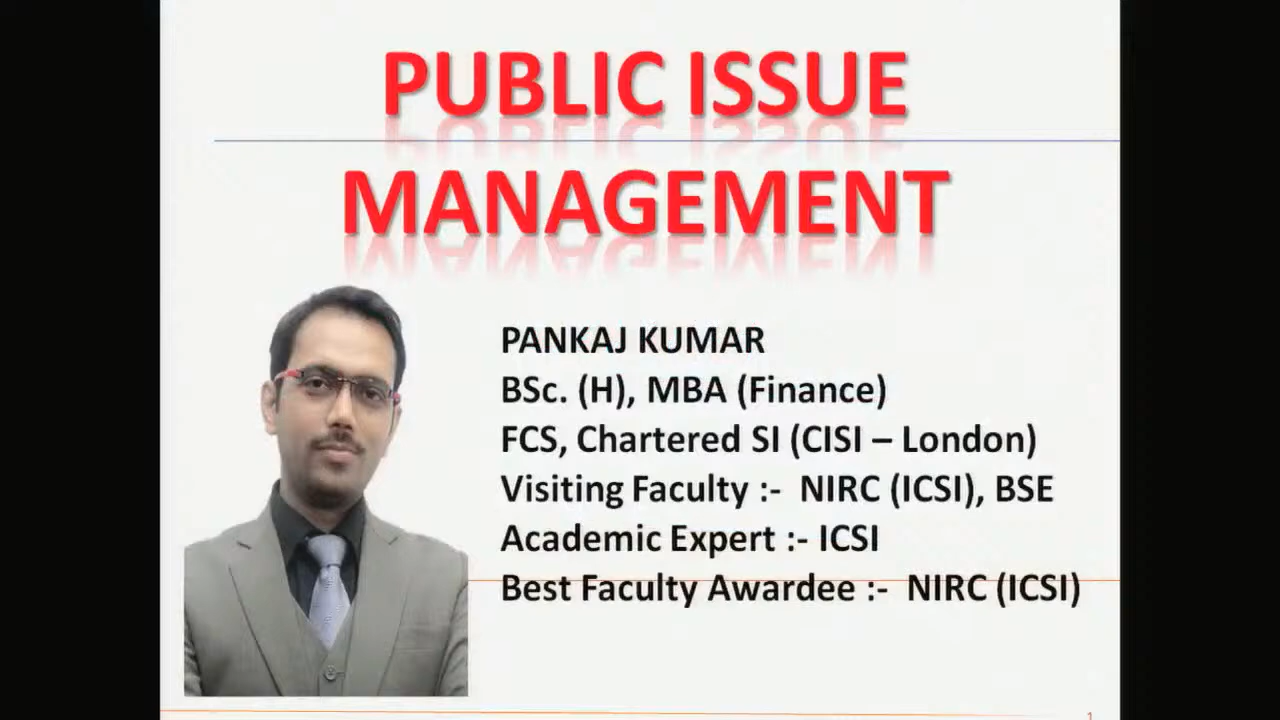 PUBLIC ISSUE
MANAGEMENT
PANKAJ KUMAR
BSc. (H), MBA (Finance)
FCS, Chartered SI (CISI – London)
Visiting Faculty :- NIRC (ICSI), BSE
Academic Expert :- ICSI
Best Faculty Awardee :- NIRC (ICSI)
1